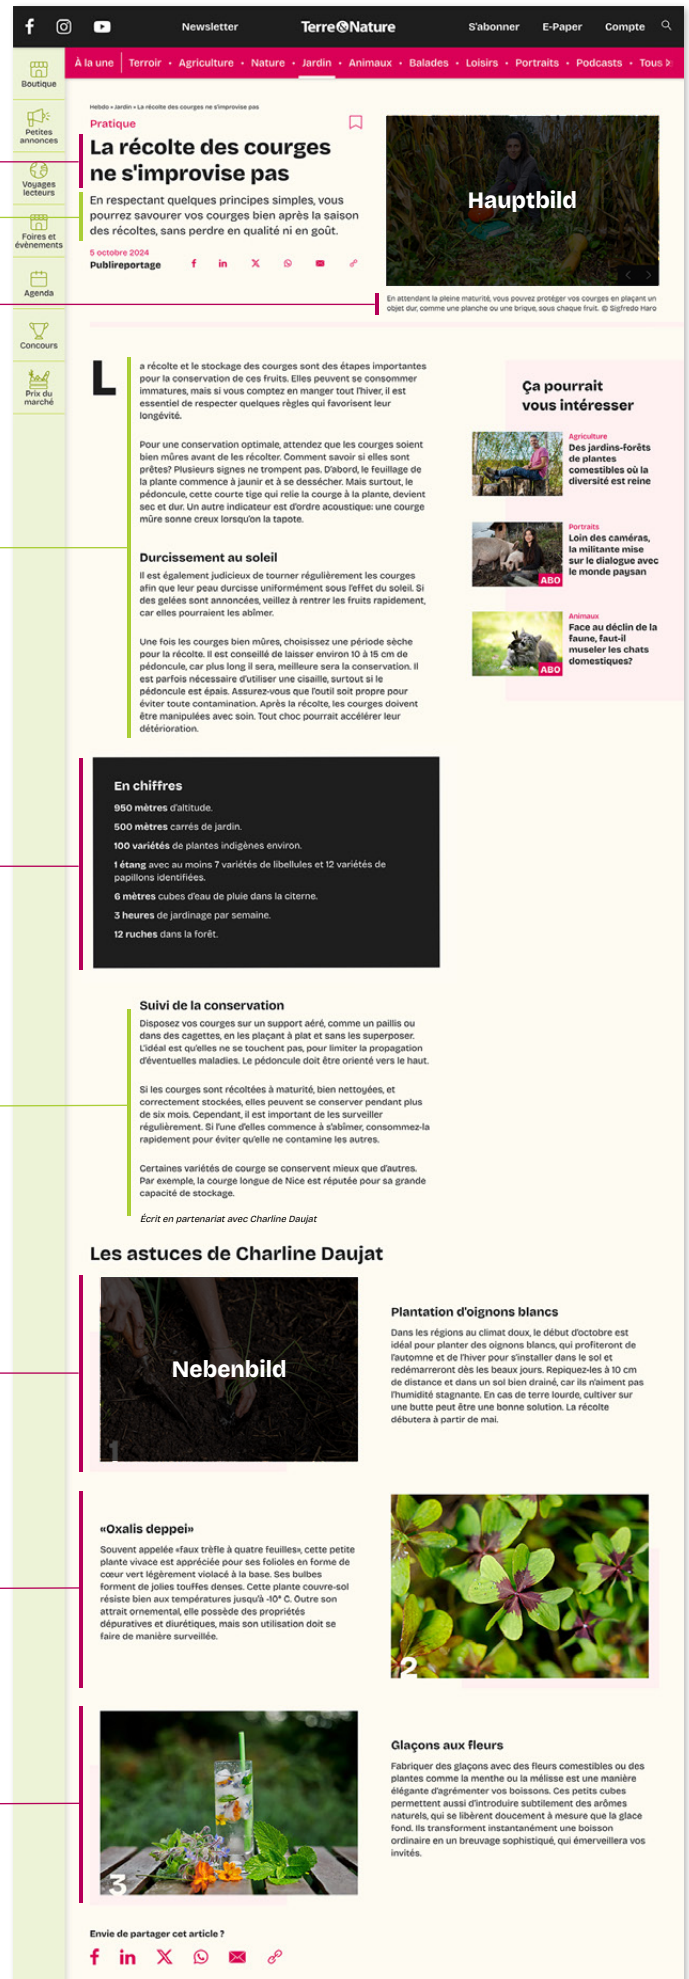 Newsletter
Terre&Nature
S'abonner
E-Paper
Compte
À la une
Terroir • Agriculture • Nature • Jardin • Animaux • Balades • Loisirs • Portraits • Podcasts • Tous
Boutique
Petites
annonces
Voyages
lecteurs
Foires et
évènements
Agenda
Concours
Prix du
marché
Hebdo » Jardin » La récolte des courges ne s'improvise pas
Pratique
La récolte des courges
ne s'improvise pas
En respectant quelques principes simples, vous
pourrez savourer vos courges bien après la saison
des récoltes, sans perdre en qualité ni en goût.
5 octobre 2024
Publireportage
Hauptbild
En attendant la pleine maturité, vous pouvez protéger vos courges en plaçant un
objet dur, comme une planche ou une brique, sous chaque fruit. © Sigfredo Haro
L
a récolte et le stockage des courges sont des étapes importantes
pour la conservation de ces fruits. Elles peuvent se consommer
immatures, mais si vous comptez en manger tout l'hiver, il est
essentiel de respecter quelques règles qui favorisent leur
longévité.
Pour une conservation optimale, attendez que les courges soient
bien mûres avant de les récolter. Comment savoir si elles sont
prêtes? Plusieurs signes ne trompent pas. D'abord, le feuillage de
la plante commence à jaunir et à se dessécher. Mais surtout, le
pédoncule, cette courte tige qui relie la courge à la plante, devient
sec et dur. Un autre indicateur est d'ordre acoustique: une courge
mûre sonne creux lorsqu'on la tapote.
Durcissement au soleil
Il est également judicieux de tourner régulièrement les courges
afin que leur peau durcisse uniformément sous l'effet du soleil. Si
des gelées sont annoncées, veillez à rentrer les fruits rapidement,
car elles pourraient les abîmer.
Une fois les courges bien mûres, choisissez une période sèche
pour la récolte. Il est conseillé de laisser environ 10 à 15 cm de
pédoncule, car plus long il sera, meilleure sera la conservation. Il
est parfois nécessaire d'utiliser une cisaille, surtout si le
pédoncule est épais. Assurez-vous que l'outil soit propre pour
éviter toute contamination. Après la récolte, les courges doivent
être manipulées avec soin. Tout choc pourrait accélérer leur
détérioration.
Ça pourrait
vous intéresser
Agriculture
Des jardins-forêts
de plantes
comestibles où la
diversité est reine
Portraits
Loin des caméras,
la militante mise
sur le dialogue avec
le monde paysan
ABO
Animaux
Face au déclin de la
faune, faut-il
museler les chats
domestiques?
ABO
En chiffres
950 mètres d'altitude.
500 mètres carrés de jardin.
100 variétés de plantes indigènes environ.
1 étang avec au moins 7 variétés de libellules et 12 variétés de
papillons identifiées.
6 mètres cubes d'eau de pluie dans la citerne.
3 heures de jardinage par semaine.
12 ruches dans la forêt.
Suivi de la conservation
Disposez vos courges sur un support aéré, comme un paillis ou
dans des cagettes, en les plaçant à plat et sans les superposer.
L'idéal est qu'elles ne se touchent pas, pour limiter la propagation
d'éventuelles maladies. Le pédoncule doit être orienté vers le haut.
Si les courges sont récoltées à maturité, bien nettoyées, et
correctement stockées, elles peuvent se conserver pendant plus
de six mois. Cependant, il est important de les surveiller
régulièrement. Si l'une d'elles commence à s'abîmer, consommez-la
rapidement pour éviter qu'elle ne contamine les autres.
Certaines variétés de courge se conservent mieux que d'autres.
Par exemple, la courge longue de Nice est réputée pour sa grande
capacité de stockage.
Écrit en partenariat avec Charline Daujat
Les astuces de Charline Daujat
Nebenbild
1
Plantation d'oignons blancs
Dans les régions au climat doux, le début d'octobre est
idéal pour planter des oignons blancs, qui profiteront de
l'automne et de l'hiver pour s'installer dans le sol et
redémarreront dès les beaux jours. Repiquez-les à 10 cm
de distance et dans un sol bien drainé, car ils n'aiment pas
l'humidité stagnante. En cas de terre lourde, cultiver sur
une butte peut être une bonne solution. La récolte
débutera à partir de mai.
«Oxalis deppei»
Souvent appelée «faux trèfle à quatre feuilles», cette petite
plante vivace est appréciée pour ses folioles en forme de
cœur vert légèrement violacé à la base. Ses bulbes
forment de jolies touffes denses. Cette plante couvre-sol
résiste bien aux températures jusqu'à -10° C. Outre son
attrait ornemental, elle possède des propriétés
dépuratives et diurétiques, mais son utilisation doit se
faire de manière surveillée.
2
3
Glaçons aux fleurs
Fabriquer des glaçons avec des fleurs comestibles ou des
plantes comme la menthe ou la mélisse est une manière
élégante d'agrémenter vos boissons. Ces petits cubes
permettent aussi d'introduire subtilement des arômes
naturels, qui se libèrent doucement à mesure que la glace
fond. Ils transforment instantanément une boisson
ordinaire en un breuvage sophistiqué, qui émerveillera vos
invités.
Envie de partager cet article ?